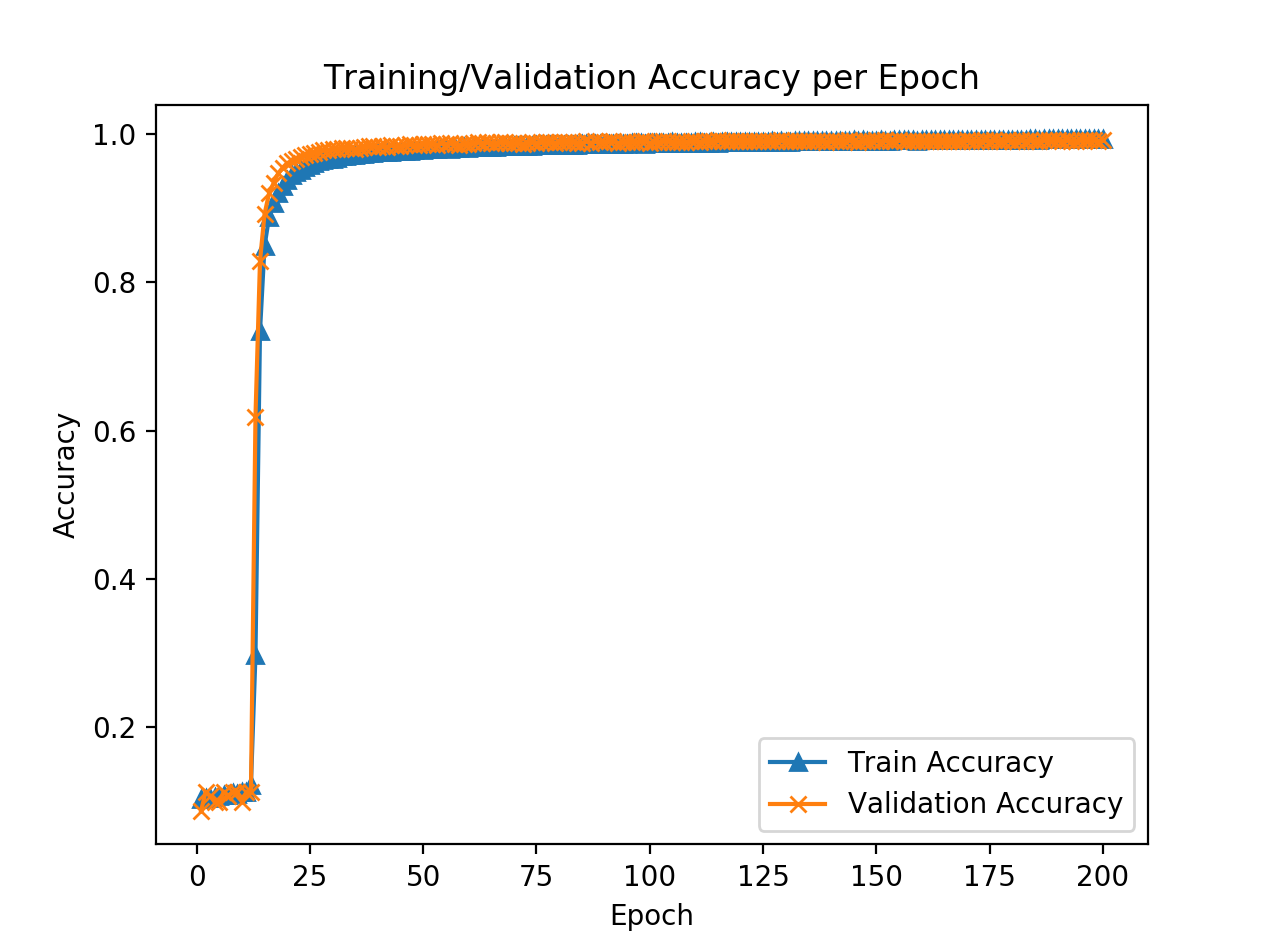 Training/Validation Accuracy per Epoch
1.0
0.8
0.6
0.4
0.2
Accuracy
Train Accuracy
Validation Accuracy
0 25 50 75 100 125 150 175 200
Epoch